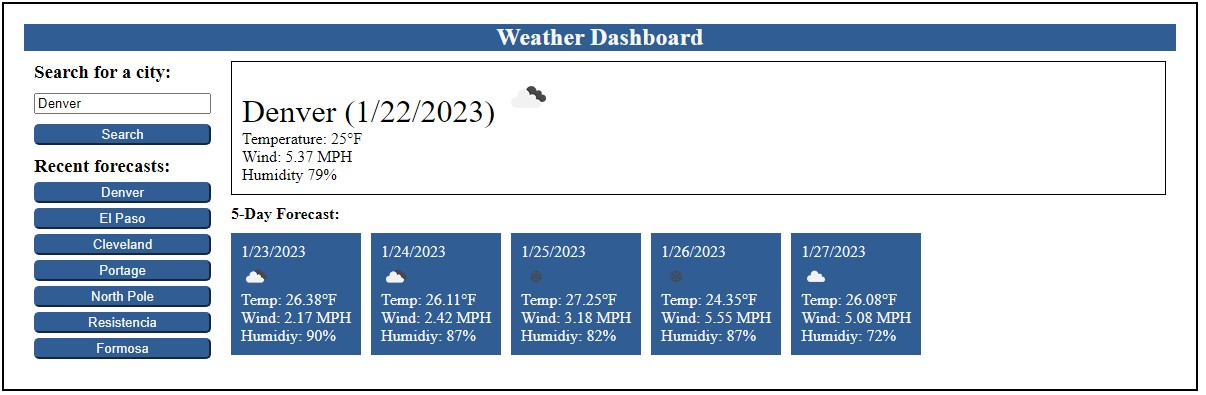 Weather Dashboard
Search for a city:
Denver
Search
Recent forecasts:
Denver
El Paso
Cleveland
Portage
North Pole
Resistencia
Formosa
Denver (1/22/2023)
Temperature: 25°F
Wind: 5.37 MPH
Humidity 79%
5-Day Forecast:
1/23/2023
Temp: 26.38°F
Wind: 2.17 MPH
Humidiy: 90%
1/24/2023
Temp: 26.11°F
Wind: 2.42 MPH
Humidiy: 87%
1/25/2023
Temp: 27.25°F
Wind: 3.18 MPH
Humidiy: 82%
1/26/2023
Temp: 24.35°F
Wind: 5.55 MPH
Humidiy: 87%
1/27/2023
Temp: 26.08°F
Wind: 5.08 MPH
Humidiy: 72%